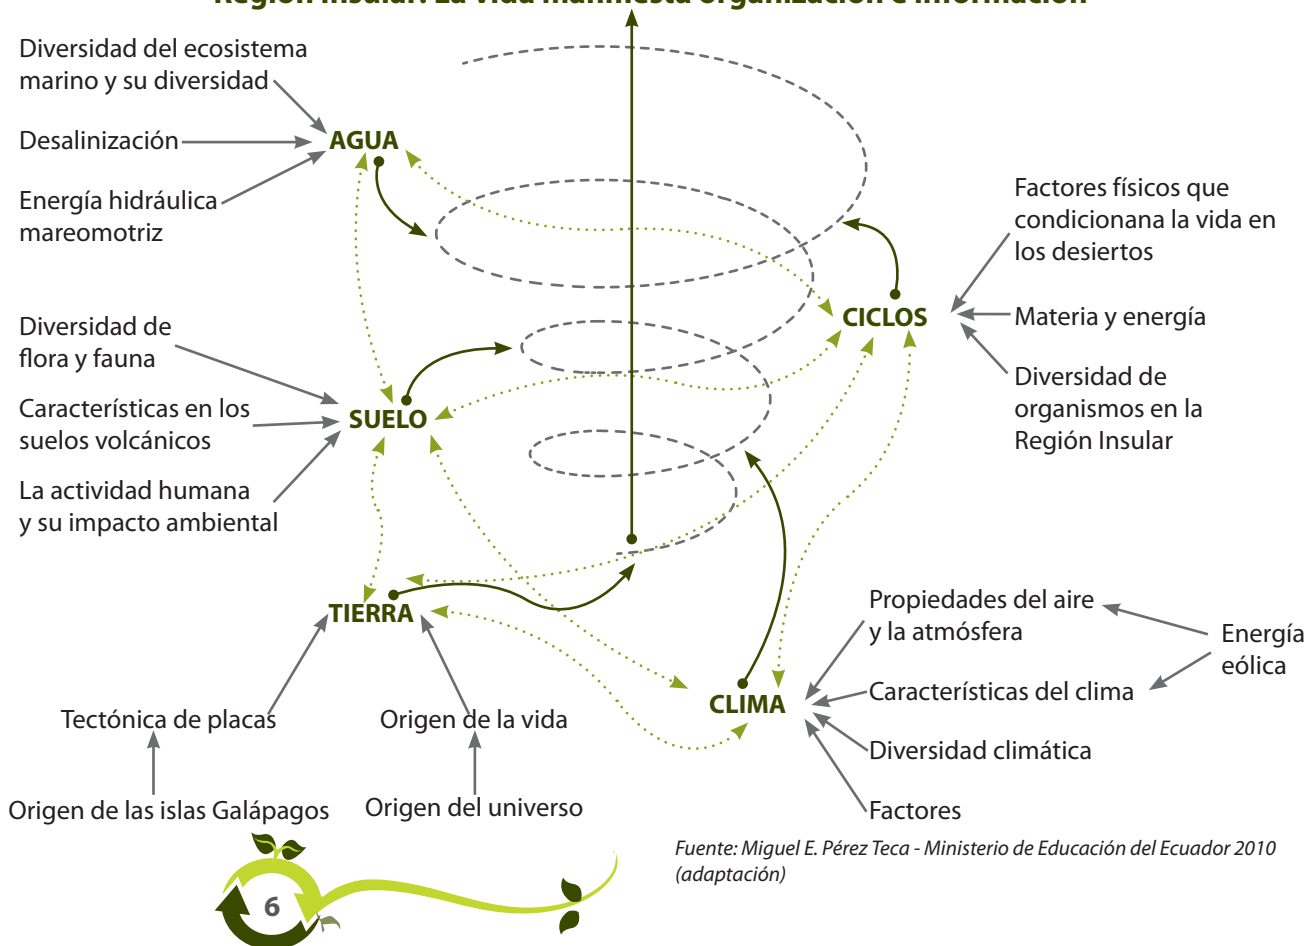 Región Insular: La vida manifiesta organización e información
Diversidad del ecosistema
marino y su diversidad
Desalinización
AGUA
Energía hidráulica
mareomotriz
Factores físicos que
condicionana la vida en
los desiertos
CICLOS
Materia y energía
Diversidad de
organismos en la
Región Insular
Diversidad de
flora y fauna
Características en los
suelos volcánicos
SUELO
La actividad humana
y su impacto ambiental
TIERRA
Tectónica de placas
Origen de la vida
Origen de las islas Galápagos
Origen del universo
Propiedades del aire
y la atmósfera
Energía
eólica
CLIMA
Características del clima
Diversidad climática
Factores
Fuente: Miguel E. Pérez Teca - Ministerio de Educación del Ecuador 2010
(adaptación)
6